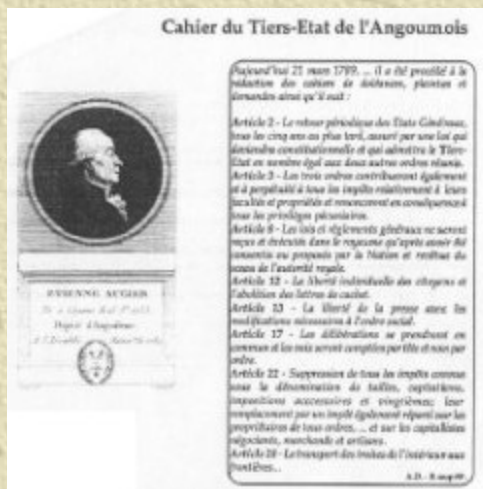 Cahier du Tiers-Etat de l'Angoumois
Aujourd'hui 21 mars 1789, ... il a été procédé à la
rédaction des cahiers de doléances, plaintes et
demandes ainsi qu'il suit :
Article 2 - Le retour périodique des Etats Généraux,
tous les cinq ans au plus tard, assuré par une loi qui
deviendra constitutionnelle et qui admettra le Tiers-
Etat en nombre égal aux deux autres ordres réunis.
Article 3 - Les trois ordres contribueront également
et à perpétuité à tous les impôts relativement à leurs
facultés et propriétés et renonceront en conséquence à
tous les privilèges pécuniaires.
Article 8 - Les lois et règlements généraux ne seront
reçus et exécutés dans le royaume qu'après avoir été
consentis ou proposés par la Nation et revêtus du
sceau de l'autorité royale.
Article 12 - La liberté individuelle des citoyens et
l'abolition des lettres de cachet.
Article 13 - La liberté de la presse avec les
modifications nécessaires à l'ordre social.
Article 17 - Les délibérations se prendront en
commun et les voix seront comptées par tête et non par
ordre.
Article 22 - Suppression de tous les impôts connus
sous la dénomination de tailles, capitations,
impositions accessoires et vingtièmes; leur
remplacement par un impôt également réparti sur les
propriétaires de tous ordres, ... et sur les capitalistes
négociants, marchands et artisans.
Article 28 - Le transport des traites de l'intérieur aux
frontières...
A.D. -
ETIENNE AUGIER